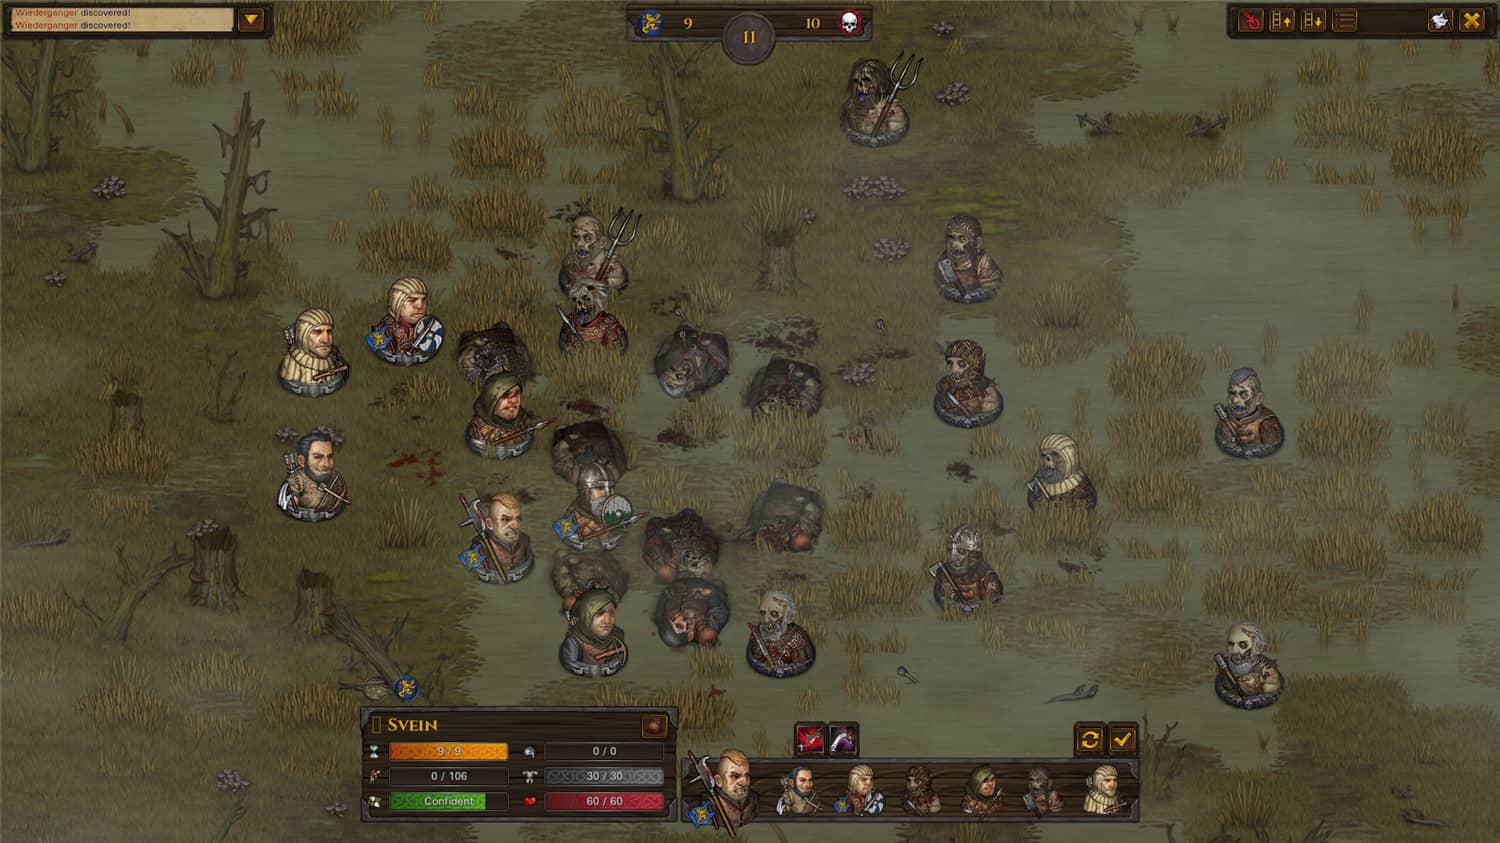 Wiederganger discovered!
Wiederganger discovered!
9
11
10
Svein
9 / 9
0 / 0
0 / 106
30 / 30
Confident
60 / 60